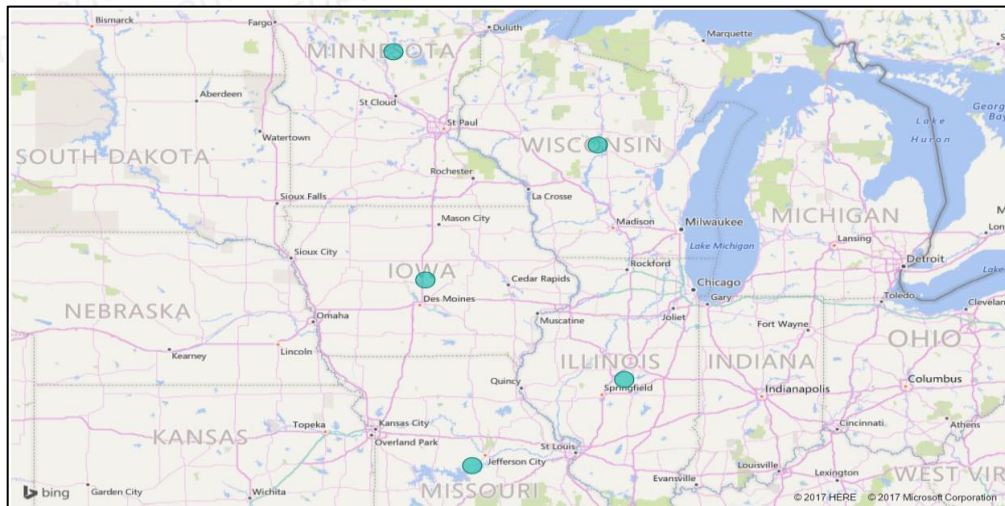 Bismarck
Fargo
Duluth
Marquette
MINNESOTA
Aberdeen
St Cloud
St Paul
Georg
Bay
Lake
Huron
Watertown
SOUTH DAKOTA
WISCONSIN
Rochester
La Crosse
Sioux Falls
Mason City
Madison
Milwaukee
MICHIGAN
Lansing
Lake Michigan
Sioux City
Detroit
IOWA
Cedar Rapids
Rockford
Chicago
Lake
NEBRASKA
Des Moines
Gary
Toledo
Clevelan
Omaha
Muscatine
Joliet
Fort Wayne
OHIO
Kearney
Lincoln
ILLINOIS
INDIANA
Quincy
Springfield
Indianapolis
Columbus
KANSAS
Topeka
Kansas City
Overland Park
Cincinnati
Athens
St Louis
Jefferson City
Louisville
Lexington
WEST VIR
Garden City
Wichita
MISSOURI
Evansville
bing
© 2017 HERE © 2017 Microsoft Corporation